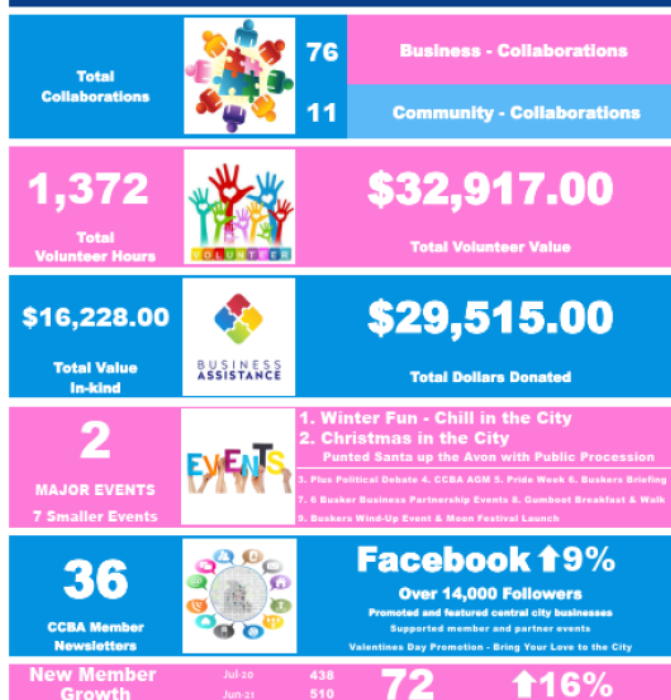 Total
Collaborations
76
Business - Collaborations
11
Community - Collaborations
1,372
Total
Volunteer Hours
VOLUNTEER
$32,917.00
Total Volunteer Value
$16,228.00
Total Value
In-kind
BUSINESS
ASSISTANCE
$29,515.00
Total Dollars Donated
2
MAJOR EVENTS
7 Smaller Events
EVENTS
1. Winter Fun - Chill in the City
2. Christmas in the City
Punted Santa up the Avon with Public Procession
3. Plus Political Debate 4. CCBA AGM 5. Pride Week 6. Buskers Briefing
7. 6 Busker Business Partnership Events 8. Gumboot Breakfast & Walk
9. Buskers Wind-Up Event & Moon Festival Launch
36
CCBA Member
Newsletters
Facebook ⬆9%
Over 14,000 Followers
Promoted and featured central city businesses
Supported member and partner events
Valentines Day Promotion - Bring Your Love to the City
New Member
Growth
Jul-20 438
Jun-21 510
72
⬆16%